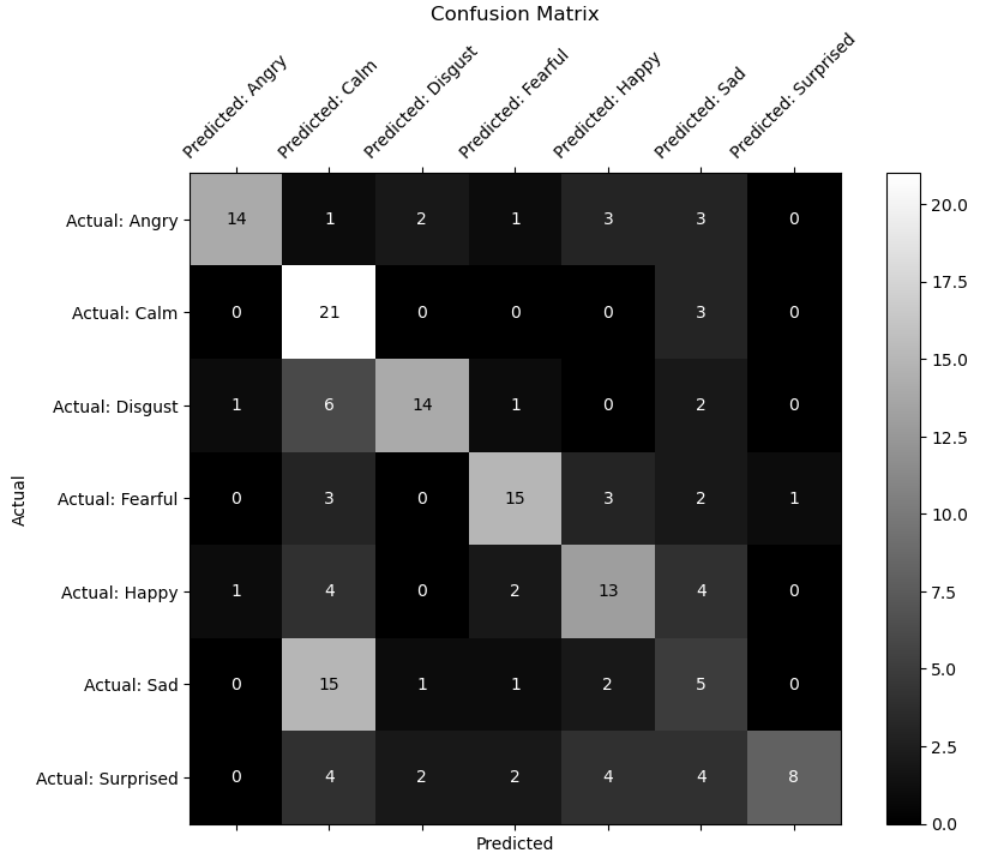 Confusion Matrix
Predicted: Angry
Predicted: Calm
Predicted: Disgust
Predicted: Fearful
Predicted: Happy
Predicted: Sad
Predicted: Surprised
Actual: Angry 14 1 2 1 3 3 0
Actual: Calm 0 21 0 0 0 3 0
Actual: Disgust 1 6 14 1 0 2 0
Actual: Fearful 0 3 0 15 3 2 1
Actual: Happy 1 4 0 2 13 4 0
Actual: Sad 0 15 1 1 2 5 0
Actual: Surprised 0 4 2 2 4 4 8
Actual
Predicted
20.0
17.5
15.0
12.5
10.0
7.5
5.0
2.5
0.0